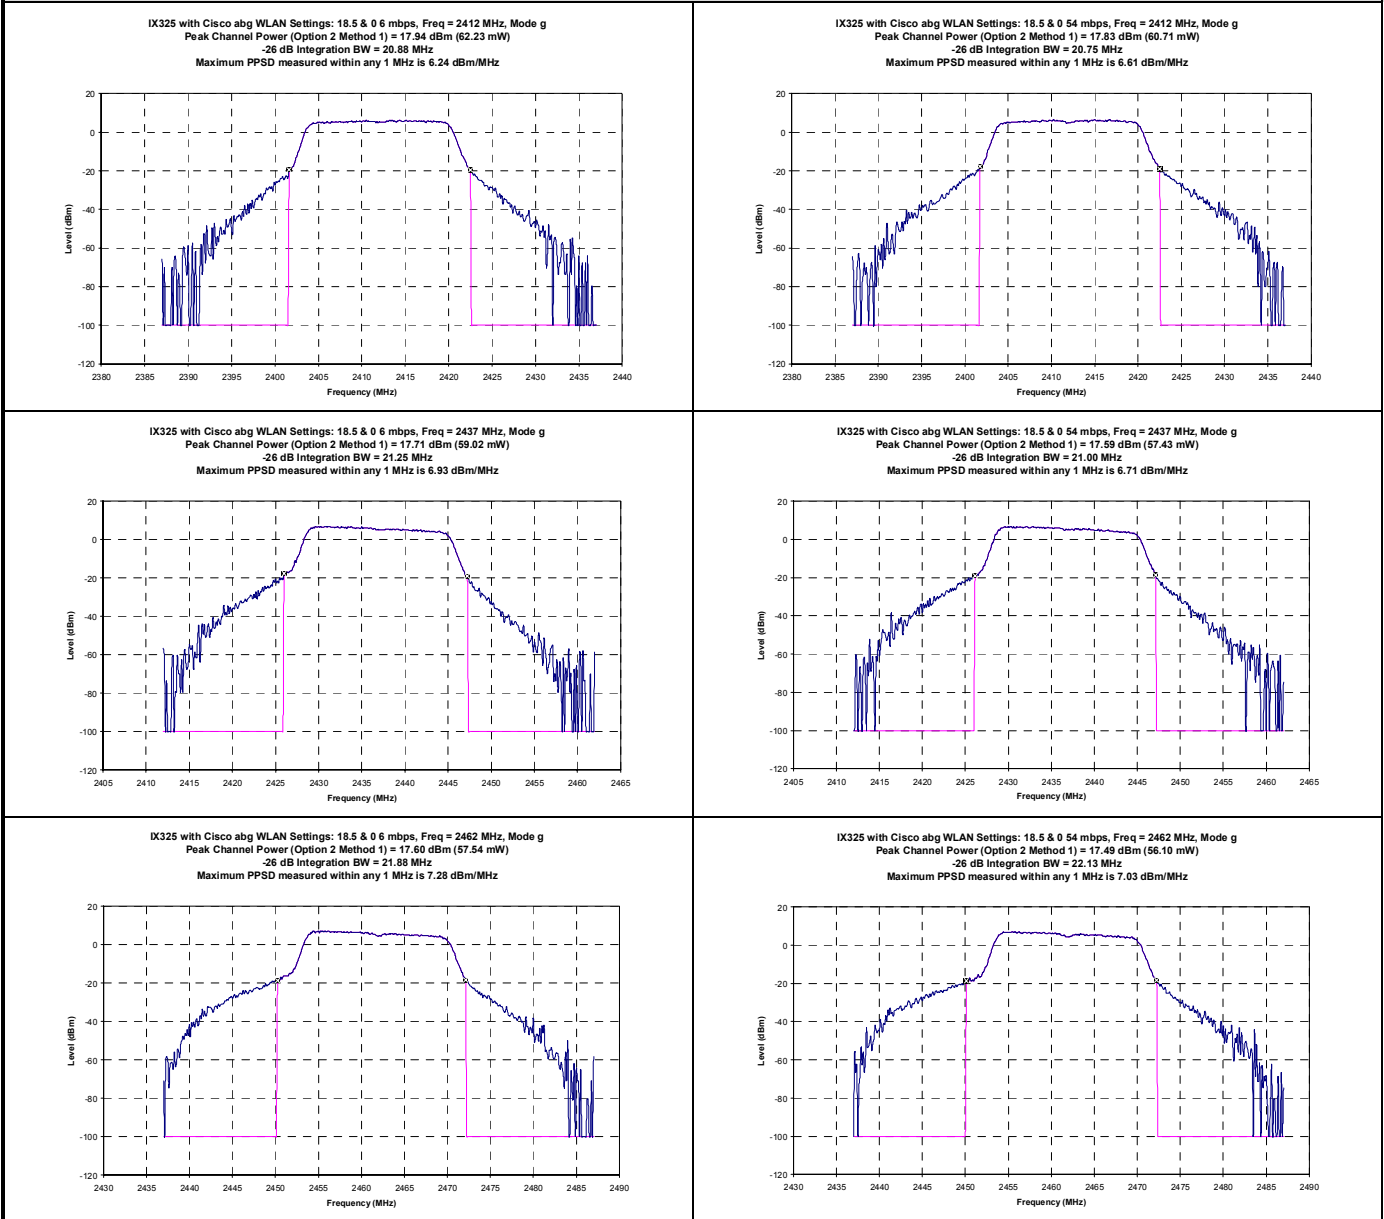 IX325 with Cisco abg WLAN Settings: 18.5 & 0 6 mbps, Freq = 2412 MHz, Mode g
Peak Channel Power (Option 2 Method 1) = 17.94 dBm (62.23 mW)
-26 dB Integration BW = 20.88 MHz
Maximum PPSD measured within any 1 MHz is 6.24 dBm/MHz
20
0
-20
-40
-60
-80
-100
-120
Level (dBm)
2380 2385 2390 2395 2400 2405 2410 2415 2420 2425 2430 2435 2440
Frequency (MHz)
IX325 with Cisco abg WLAN Settings: 18.5 & 0 54 mbps, Freq = 2412 MHz, Mode g
Peak Channel Power (Option 2 Method 1) = 17.83 dBm (60.71 mW)
-26 dB Integration BW = 20.75 MHz
Maximum PPSD measured within any 1 MHz is 6.61 dBm/MHz
20
0
-20
-40
-60
-80
-100
-120
Level (dBm)
2380 2385 2390 2395 2400 2405 2410 2415 2420 2425 2430 2435 2440
Frequency (MHz)
IX325 with Cisco abg WLAN Settings: 18.5 & 0 6 mbps, Freq = 2437 MHz, Mode g
Peak Channel Power (Option 2 Method 1) = 17.71 dBm (59.02 mW)
-26 dB Integration BW = 21.25 MHz
Maximum PPSD measured within any 1 MHz is 6.93 dBm/MHz
20
0
-20
-40
-60
-80
-100
-120
Level (dBm)
2405 2410 2415 2420 2425 2430 2435 2440 2445 2450 2455 2460 2465
Frequency (MHz)
IX325 with Cisco abg WLAN Settings: 18.5 & 0 54 mbps, Freq = 2437 MHz, Mode g
Peak Channel Power (Option 2 Method 1) = 17.59 dBm (57.43 mW)
-26 dB Integration BW = 21.00 MHz
Maximum PPSD measured within any 1 MHz is 6.71 dBm/MHz
20
0
-20
-40
-60
-80
-100
-120
Level (dBm)
2405 2410 2415 2420 2425 2430 2435 2440 2445 2450 2455 2460 2465
Frequency (MHz)
IX325 with Cisco abg WLAN Settings: 18.5 & 0 6 mbps, Freq = 2462 MHz, Mode g
Peak Channel Power (Option 2 Method 1) = 17.60 dBm (57.54 mW)
-26 dB Integration BW = 21.88 MHz
Maximum PPSD measured within any 1 MHz is 7.28 dBm/MHz
20
0
-20
-40
-60
-80
-100
-120
Level (dBm)
2430 2435 2440 2445 2450 2455 2460 2465 2470 2475 2480 2485 2490
Frequency (MHz)
IX325 with Cisco abg WLAN Settings: 18.5 & 0 54 mbps, Freq = 2462 MHz, Mode g
Peak Channel Power (Option 2 Method 1) = 17.49 dBm (56.10 mW)
-26 dB Integration BW = 22.13 MHz
Maximum PPSD measured within any 1 MHz is 7.03 dBm/MHz
20
0
-20
-40
-60
-80
-100
-120
Level (dBm)
2430 2435 2440 2445 2450 2455 2460 2465 2470 2475 2480 2485 2490
Frequency (MHz)